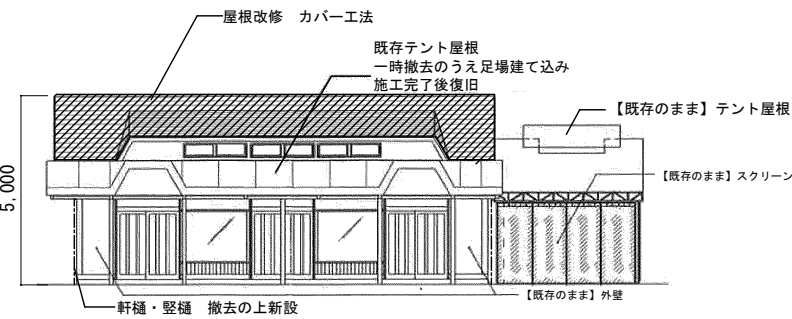 屋根改修　カバー工法
既存テント屋根
一時撤去のうえ足場建て込み
施工完了後復旧
【既存のまま】テント屋根
【既存のまま】スクリーン
5,000
【既存のまま】外壁
軒樋・竪樋　撤去の上新設